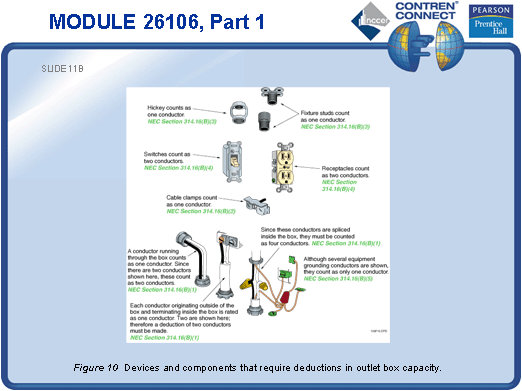 MODULE 26106, Part 1
nccer
CONTREN®
CONNECT
PEARSON
Prentice
Hall
SLIDE 11B
Hickey counts as
one conductor.
NEC Section 314.16(B)(3)
Fixture studs count
as one conductor.
NEC Section 314.16(B)(3)
Switches count as
two conductors.
NEC Section 314.16(B)(4)
Receptacles count
as two conductors.
NEC Section
314.16(B)(4)
Cable clamps count
as one conductor.
NEC Section 314.16(B)(2)
Since these conductors are spliced
inside the box, they must be counted
as four conductors. NEC Section 314.16(B)(1)
A conductor running
through the box counts
as one conductor. Since
there are two conductors
shown here, these count
as two conductors.
NEC Section 314.16(B)(1)
Although several equipment
grounding conductors are shown,
they count as only one conductor.
NEC Section 314.16(B)(5)
Each conductor originating outside of the
box and terminating inside the box is rated
as one conductor. Two are shown here;
therefore a deduction of two conductors
must be made.
NEC Section 314.16(B)(1)
Figure 10 Devices and components that require deductions in outlet box capacity.